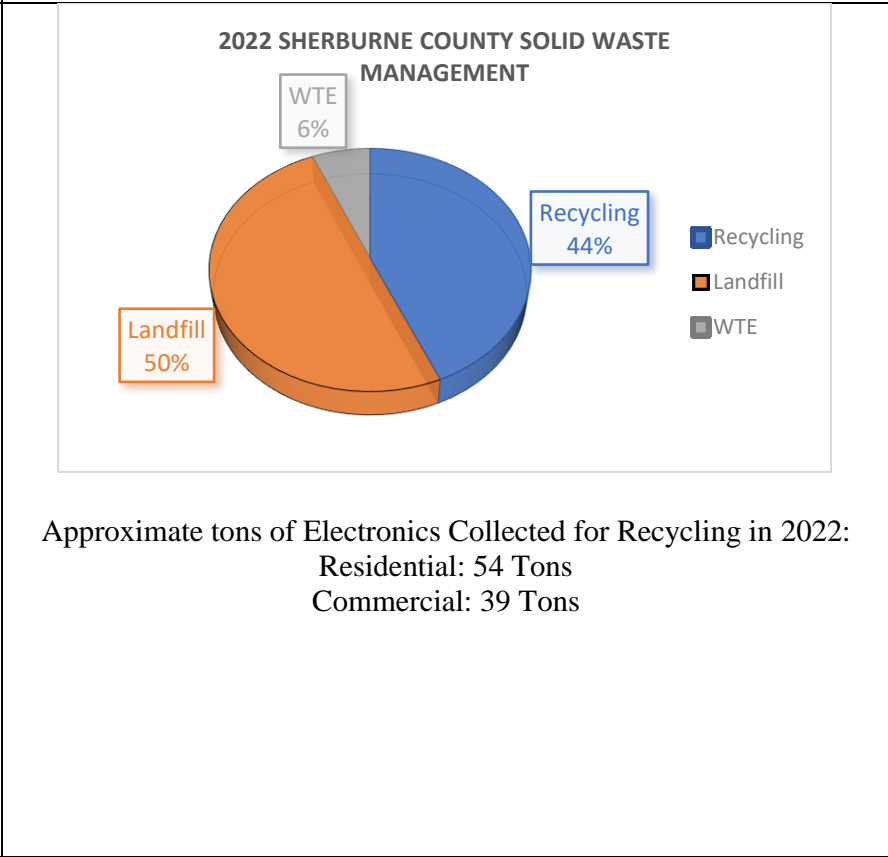 2022 SHERBURNE COUNTY SOLID WASTE
MANAGEMENT
WTE
6%
Recycling
44%
Landfill
50%
Recycling
Landfill
WTE
Approximate tons of Electronics Collected for Recycling in 2022:
Residential: 54 Tons
Commercial: 39 Tons